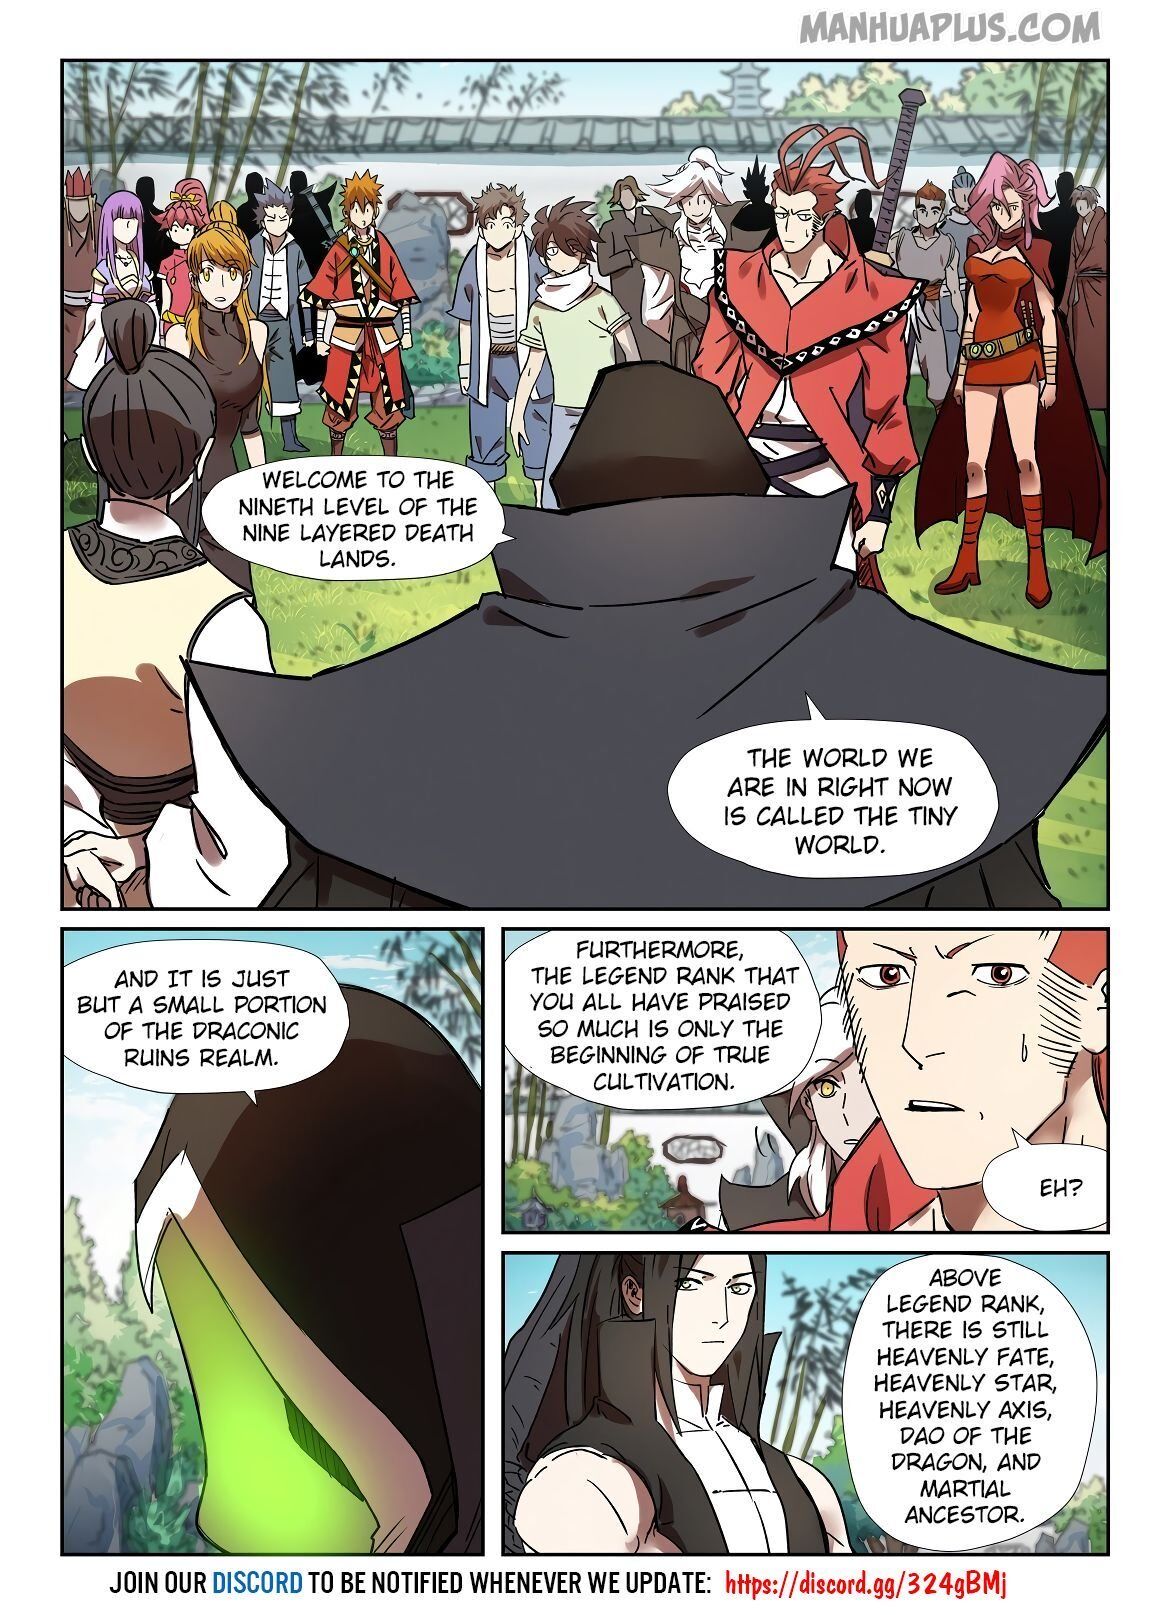 MANHUAPLUS.COM
WELCOME TO THE
NINETH LEVEL OF THE
NINE LAYERED DEATH
LANDS.
THE WORLD WE
ARE IN RIGHT NOW
IS CALLED THE TINY
WORLD.
AND IT IS JUST
BUT A SMALL PORTION
OF THE DRACONIC
RUINS REALM.
FURTHERMORE,
THE LEGEND RANK THAT
YOU ALL HAVE PRAISED
SO MUCH IS ONLY THE
BEGINNING OF TRUE
CULTIVATION.
EH?
ABOVE
LEGEND RANK,
THERE IS STILL
HEAVENLY FATE,
HEAVENLY STAR,
HEAVENLY AXIS,
DAO OF THE
DRAGON, AND
MARTIAL
ANCESTOR.
JOIN OUR DISCORD TO BE NOTIFIED WHENEVER WE UPDATE: https://discord.gg/324gBMj